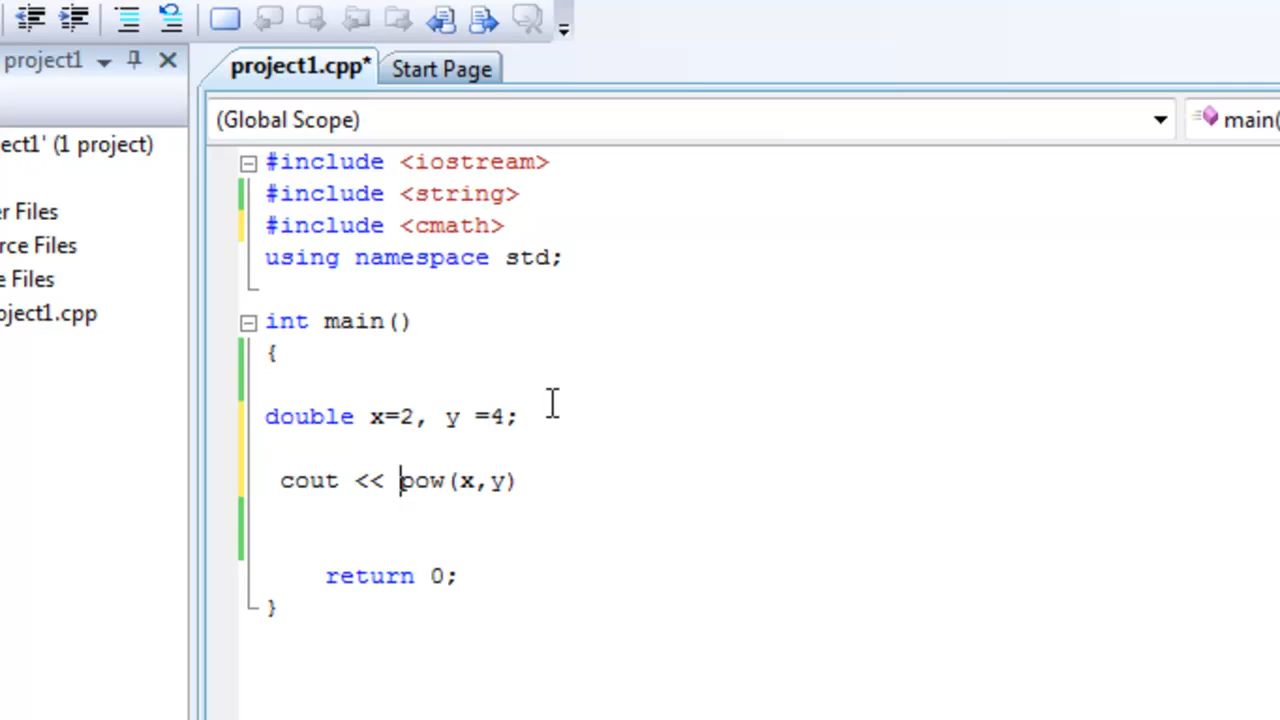 project1
project1.cpp* Start Page
(Global Scope) main(
ect1' (1 project)
er Files
rce Files
e Files
oject1.cpp
#include <iostream>
#include <string>
#include <cmath>
using namespace std;
int main()
{
double x=2, y =4;
cout << pow(x,y)
return 0;
}